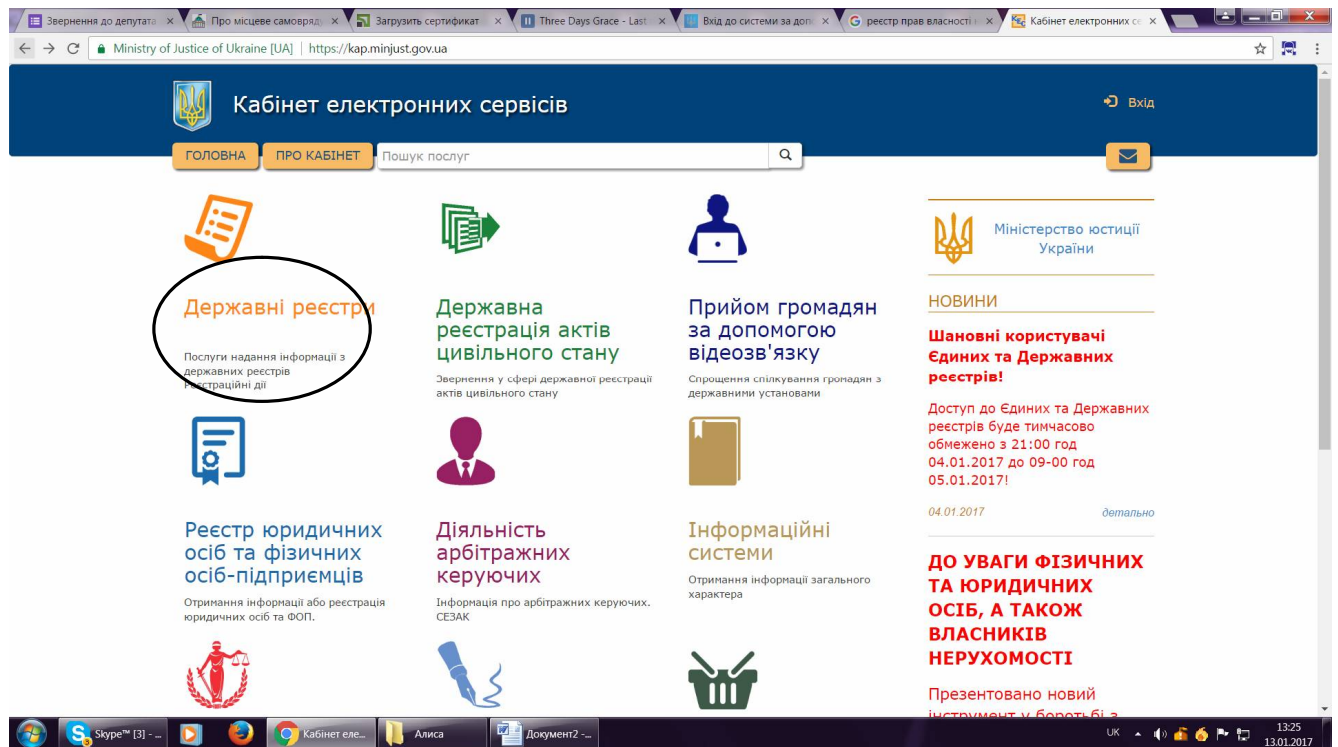 Звернення до депутата
Про місцеве самовряд
Загрузить сертификат
Three Days Grace - Last
Вхід до системи за доп
реєстр прав власності
Кабінет електронних се
Ministry of Justice of Ukraine [UA] | https://kap.minjust.gov.ua
Кабінет електронних сервісів
Вхід
ГОЛОВНА
ПРО КАБІНЕТ
Пошук послуг
Державні реєстри
Послуги надання інформації з
державних реєстрів
Реєстраційні дії
Державна
реєстрація актів
цивільного стану
Звернення у сфері державної реєстрації
актів цивільного стану
Прийом громадян
за допомогою
відеозв'язку
Спрощення спілкування громадян з
державними установами
Реєстр юридичних
осіб та фізичних
осіб-підприємців
Отримання інформації або реєстрація
юридичних осіб та ФОП.
Діяльність
арбітражних
керуючих
Інформація про арбітражних керуючих.
СЕЗАК
Інформаційні
системи
Отримання інформації загального
характера
Міністерство юстиції
України
НОВИНИ
Шановні користувачі
Єдиних та Державних
реєстрів!
Доступ до Єдиних та Державних
реєстрів буде тимчасово
обмежено з 21:00 год
04.01.2017 до 09-00 год
05.01.2017!
04.01.2017
детально
ДО УВАГИ ФІЗИЧНИХ
ТА ЮРИДИЧНИХ
ОСІБ, А ТАКОЖ
ВЛАСНИКІВ
НЕРУХОМОСТІ
Презентовано новий
інструмент у боротьбі з
Skype™ [3] - ...
Кабінет еле...
Алиса
Документ2 -...
UK
13:25
13.01.2017